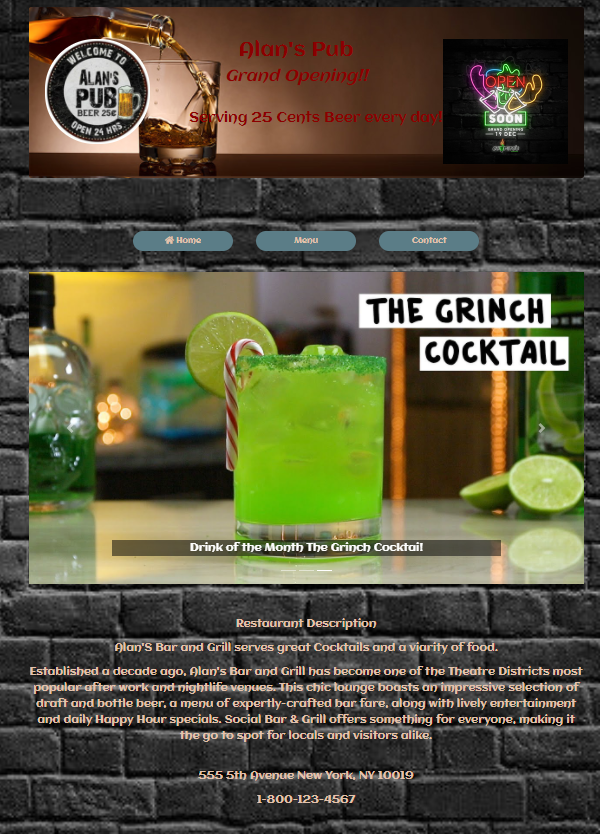 Alan's Pub
Grand Opening!!
Serving 25 Cents Beer every day!
WELCOME TO
ALAN'S
PUB
BEER 25¢
OPEN 24 HRS
OPEN
SOON
GRAND OPENING
19 DEC
Home
Menu
Contact
THE GRINCH
COCKTAIL
Drink of the Month The Grinch Cocktai!
Restaurant Description
Alan'S Bar and Grill serves great Cocktails and a viarity of food.
Established a decade ago, Alan's Bar and Grill has become one of the Theatre Districts most
popular after work and nightlife venues. This chic lounge boasts an impressive selection of
draft and bottle beer, a menu of expertly-crafted bar fare, along with lively entertainment
and daily Happy Hour specials. Social Bar & Grill offers something for everyone, making it
the go to spot for locals and visitors alike.
555 5th Avenue New York, NY 10019
1-800-123-4567